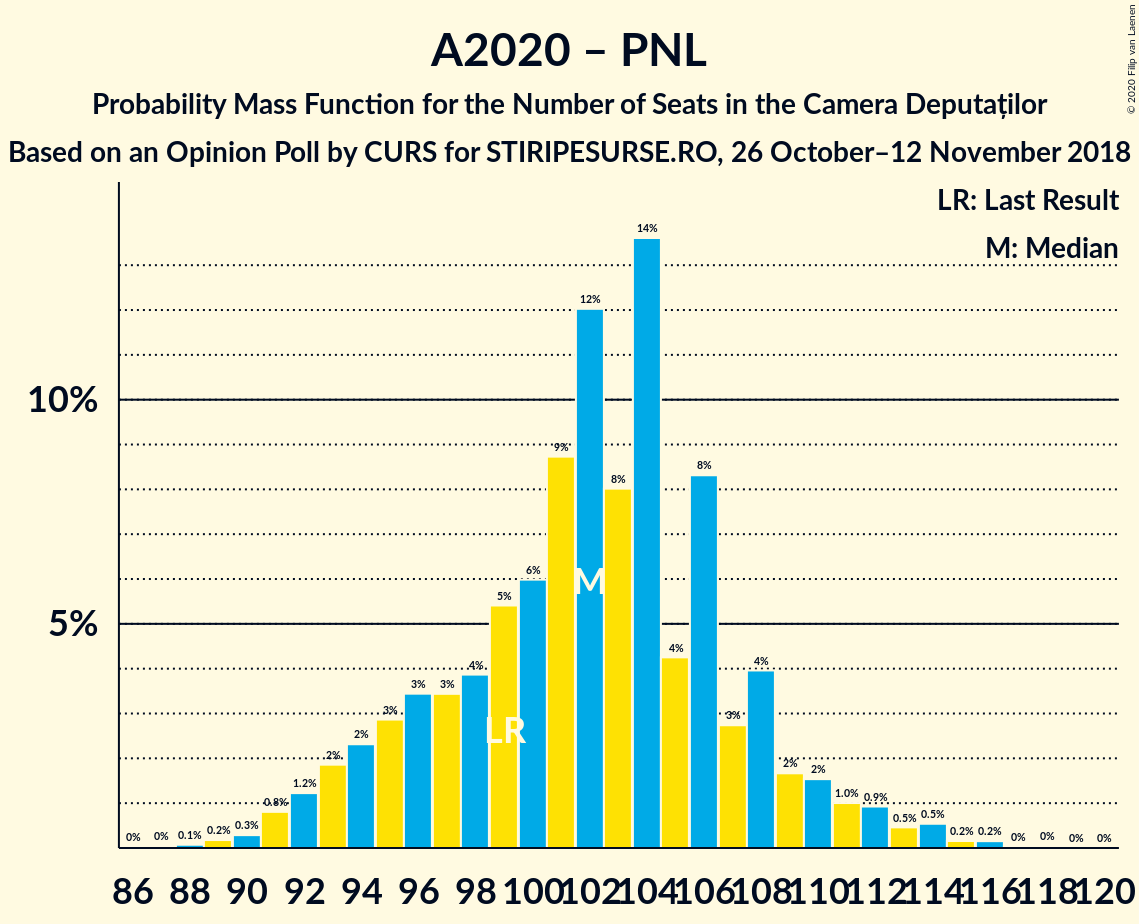 A2020 – PNL
Probability Mass Function for the Number of Seats in the Camera Deputaților
Based on an Opinion Poll by CURS for STIRIPESURSE.RO, 26 October–12 November 2018
© 2020 Filip van Laenen
LR: Last Result
M: Median
10%
5%
0% 0% 0.1% 0.2% 0.3% 0.8% 1.2% 2% 2% 3% 3% 3% 4% 5% 6% 9% 12% 8% 14% 4% 8% 3% 4% 2% 2% 1.0% 0.9% 0.5% 0.5% 0.2% 0.2% 0% 0% 0% 0%
M
LR
86 88 90 92 94 96 98 100 102 104 106 108 110 112 114 116 118 120